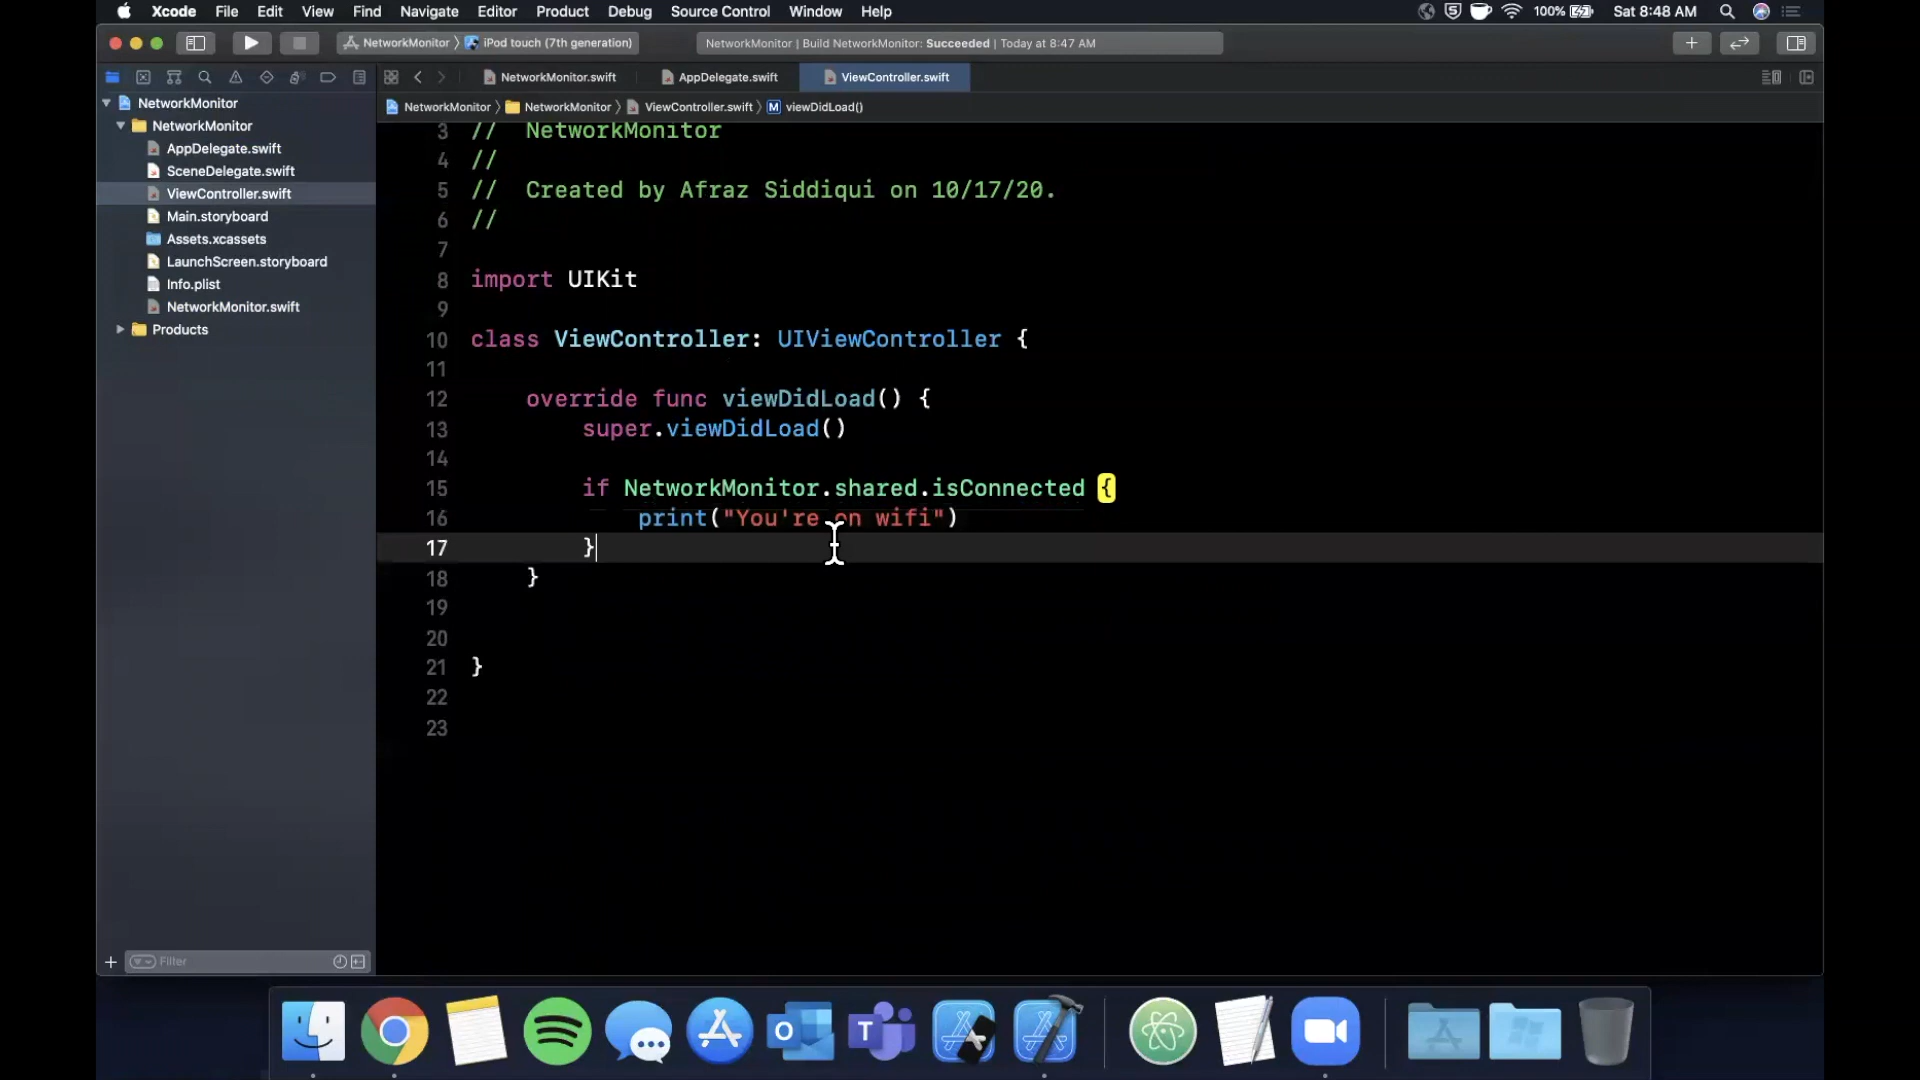 Xcode File Edit View Find Navigate Editor Product Debug Source Control Window Help 100% Sat 8:48 AM
NetworkMonitor iPod touch (7th generation) NetworkMonitor | Build NetworkMonitor: Succeeded | Today at 8:47 AM
NetworkMonitor.swift AppDelegate.swift ViewController.swift
NetworkMonitor NetworkMonitor ViewController.swift M viewDidLoad()
NetworkMonitor
NetworkMonitor
AppDelegate.swift
SceneDelegate.swift
ViewController.swift
Main.storyboard
Assets.xcassets
LaunchScreen.storyboard
Info.plist
NetworkMonitor.swift
Products
Filter
3 // NetworkMonitor
4 //
5 // Created by Afraz Siddiqui on 10/17/20.
6 //
7
8 import UIKit
9
10 class ViewController: UIViewController {
11
12 override func viewDidLoad() {
13 super.viewDidLoad()
14
15 if NetworkMonitor.shared.isConnected {
16 print("You're on wifi")
17 }
18 }
19
20
21 }
22
23